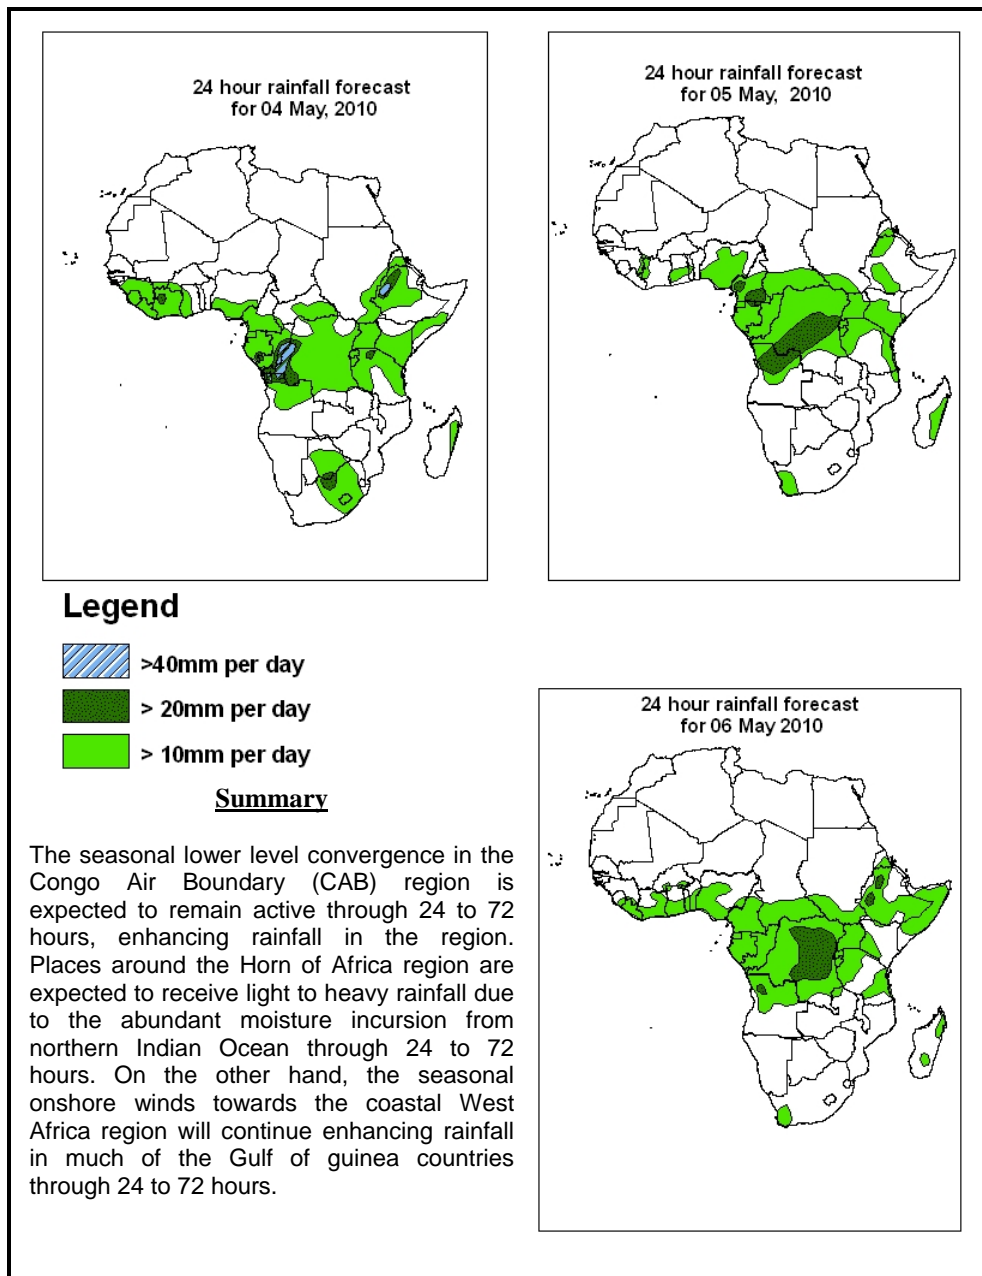 24 hour rainfall forecast
for 04 May, 2010
24 hour rainfall forecast
for 05 May, 2010
Legend
>40mm per day
> 20mm per day
> 10mm per day
24 hour rainfall forecast
for 06 May 2010
Summary
The seasonal lower level convergence in the
Congo Air Boundary (CAB) region is
expected to remain active through 24 to 72
hours, enhancing rainfall in the region.
Places around the Horn of Africa region are
expected to receive light to heavy rainfall due
to the abundant moisture incursion from
northern Indian Ocean through 24 to 72
hours. On the other hand, the seasonal
onshore winds towards the coastal West
Africa region will continue enhancing rainfall
in much of the Gulf of guinea countries
through 24 to 72 hours.